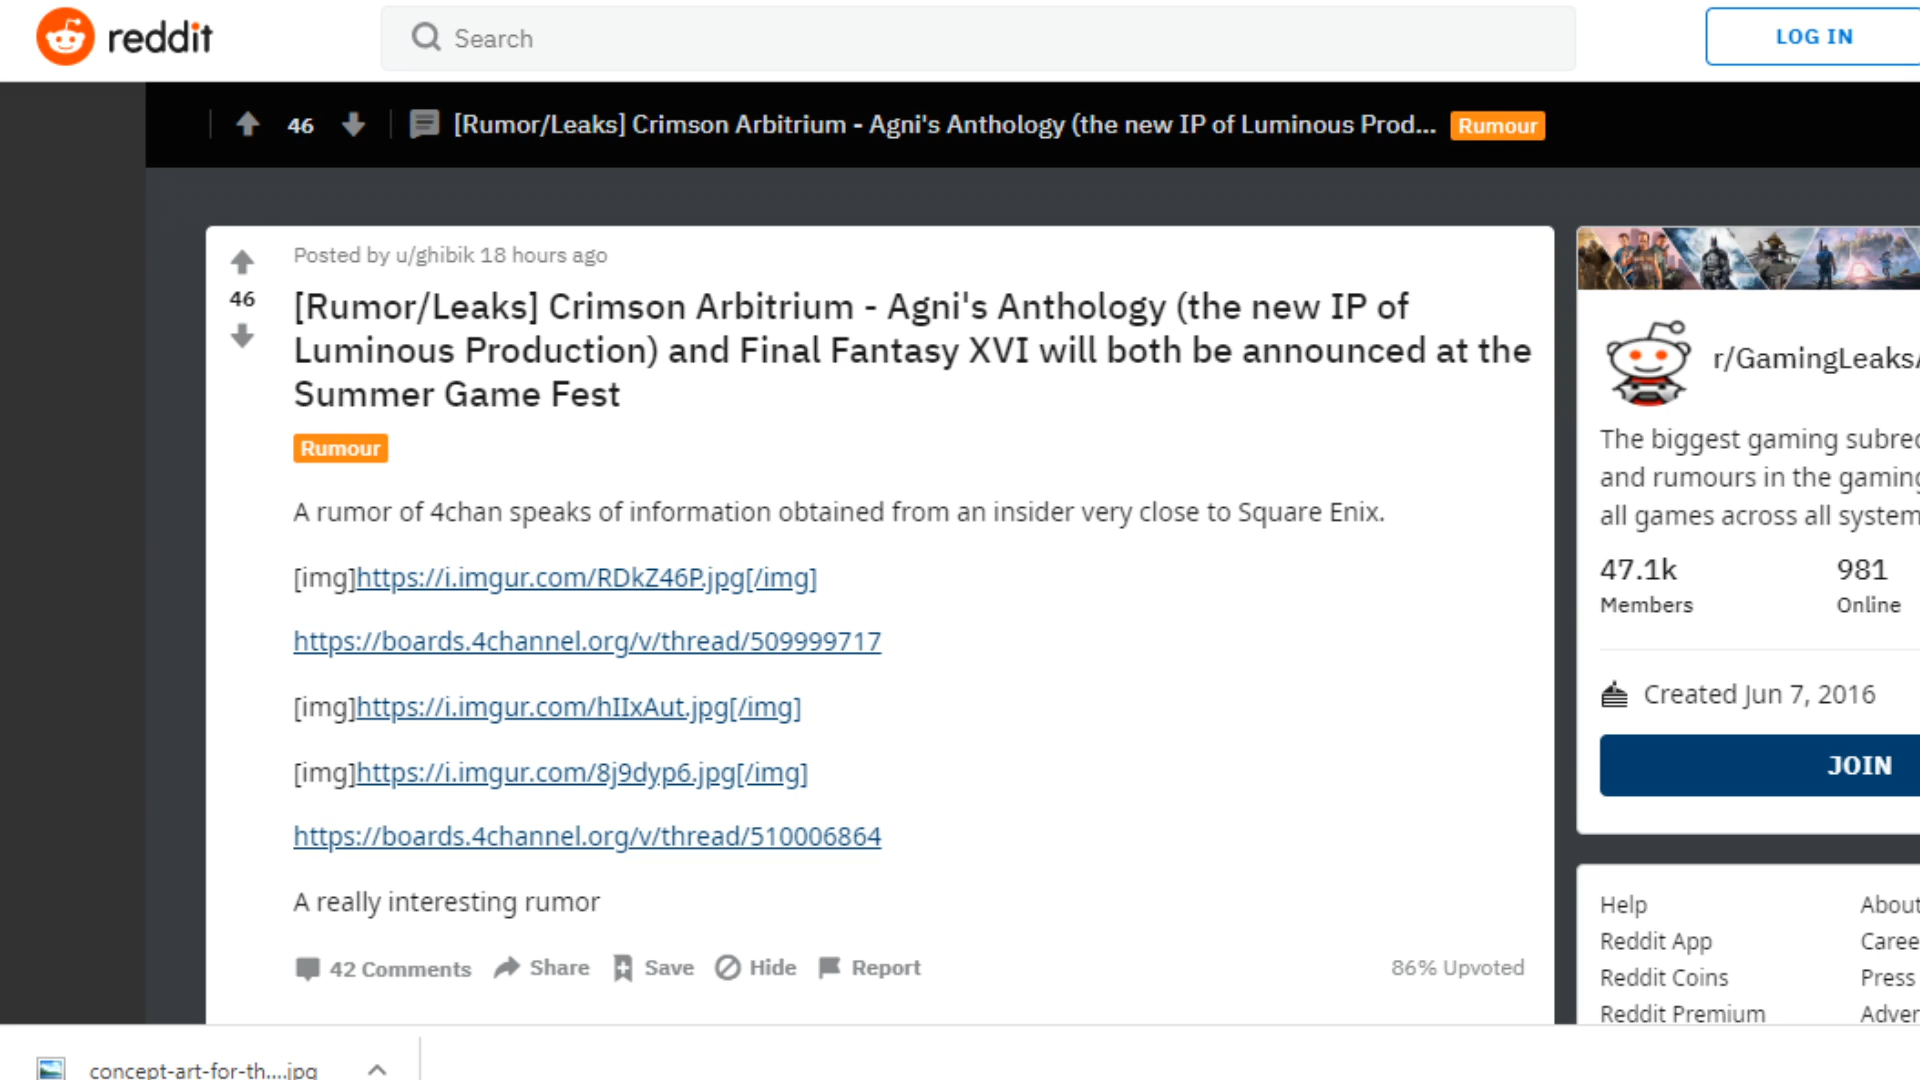 reddit
Search
LOG IN
46
[Rumor/Leaks] Crimson Arbitrium - Agni's Anthology (the new IP of Luminous Prod...
Rumour
Posted by u/ghibik 18 hours ago
46
[Rumor/Leaks] Crimson Arbitrium - Agni's Anthology (the new IP of
Luminous Production) and Final Fantasy XVI will both be announced at the
Summer Game Fest
Rumour
A rumor of 4chan speaks of information obtained from an insider very close to Square Enix.
[img]https://i.imgur.com/RDkZ46P.jpg[/img]
https://boards.4channel.org/v/thread/509999717
[img]https://i.imgur.com/hIIxAut.jpg[/img]
[img]https://i.imgur.com/8j9dyp6.jpg[/img]
https://boards.4channel.org/v/thread/510006864
A really interesting rumor
42 Comments
Share
Save
Hide
Report
86% Upvoted
r/GamingLeaks
The biggest gaming subred
and rumours in the gaming
all games across all system
47.1k
981
Members
Online
Created Jun 7, 2016
JOIN
Help
About
Reddit App
Caree
Reddit Coins
Press
Reddit Premium
Adver
concept-art-for-th....jpg